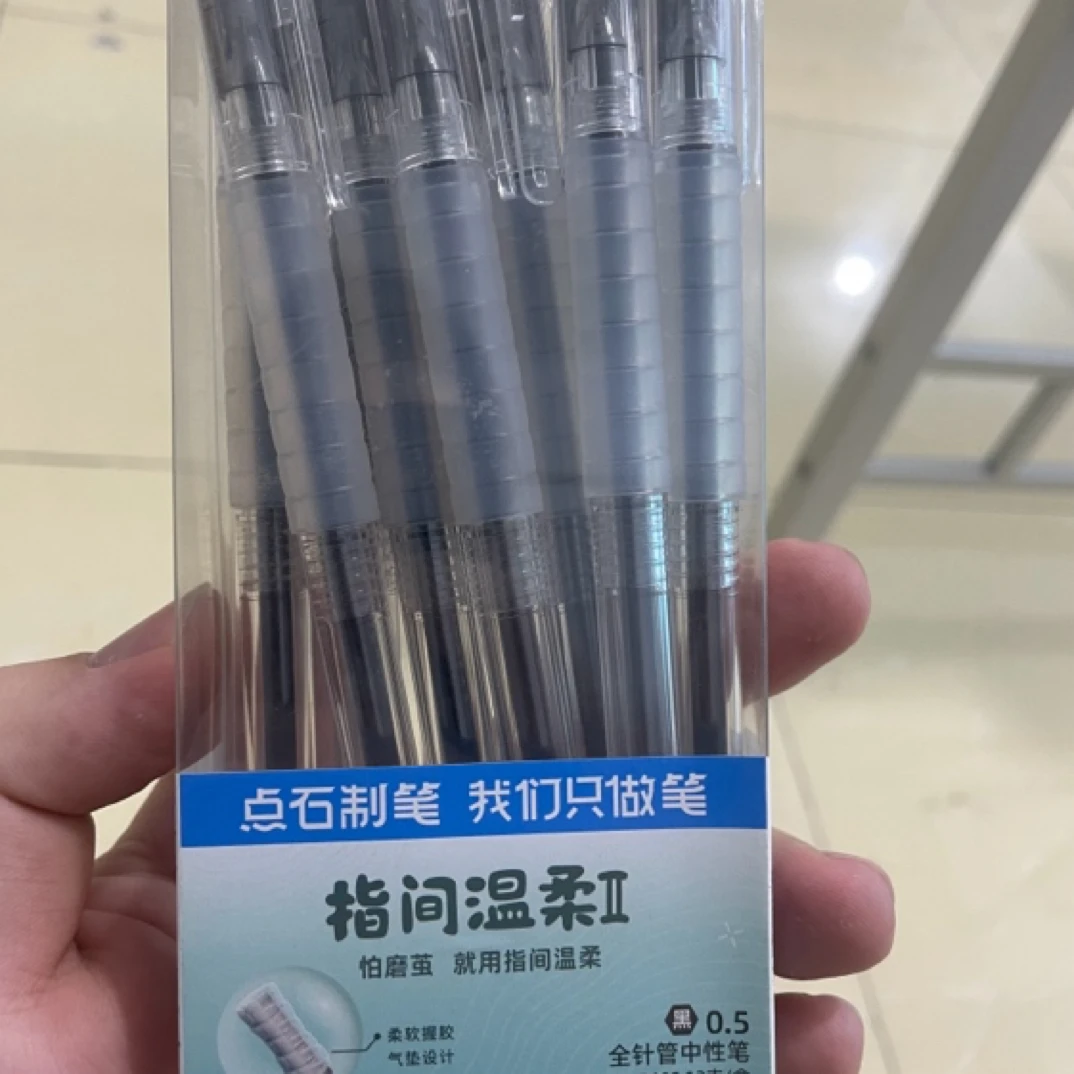 点石制笔 我们只做笔
指间温柔Ⅱ
怕磨茧 就用指间温柔
柔软握胶
气垫设计
黑 0.5
全针管中性笔